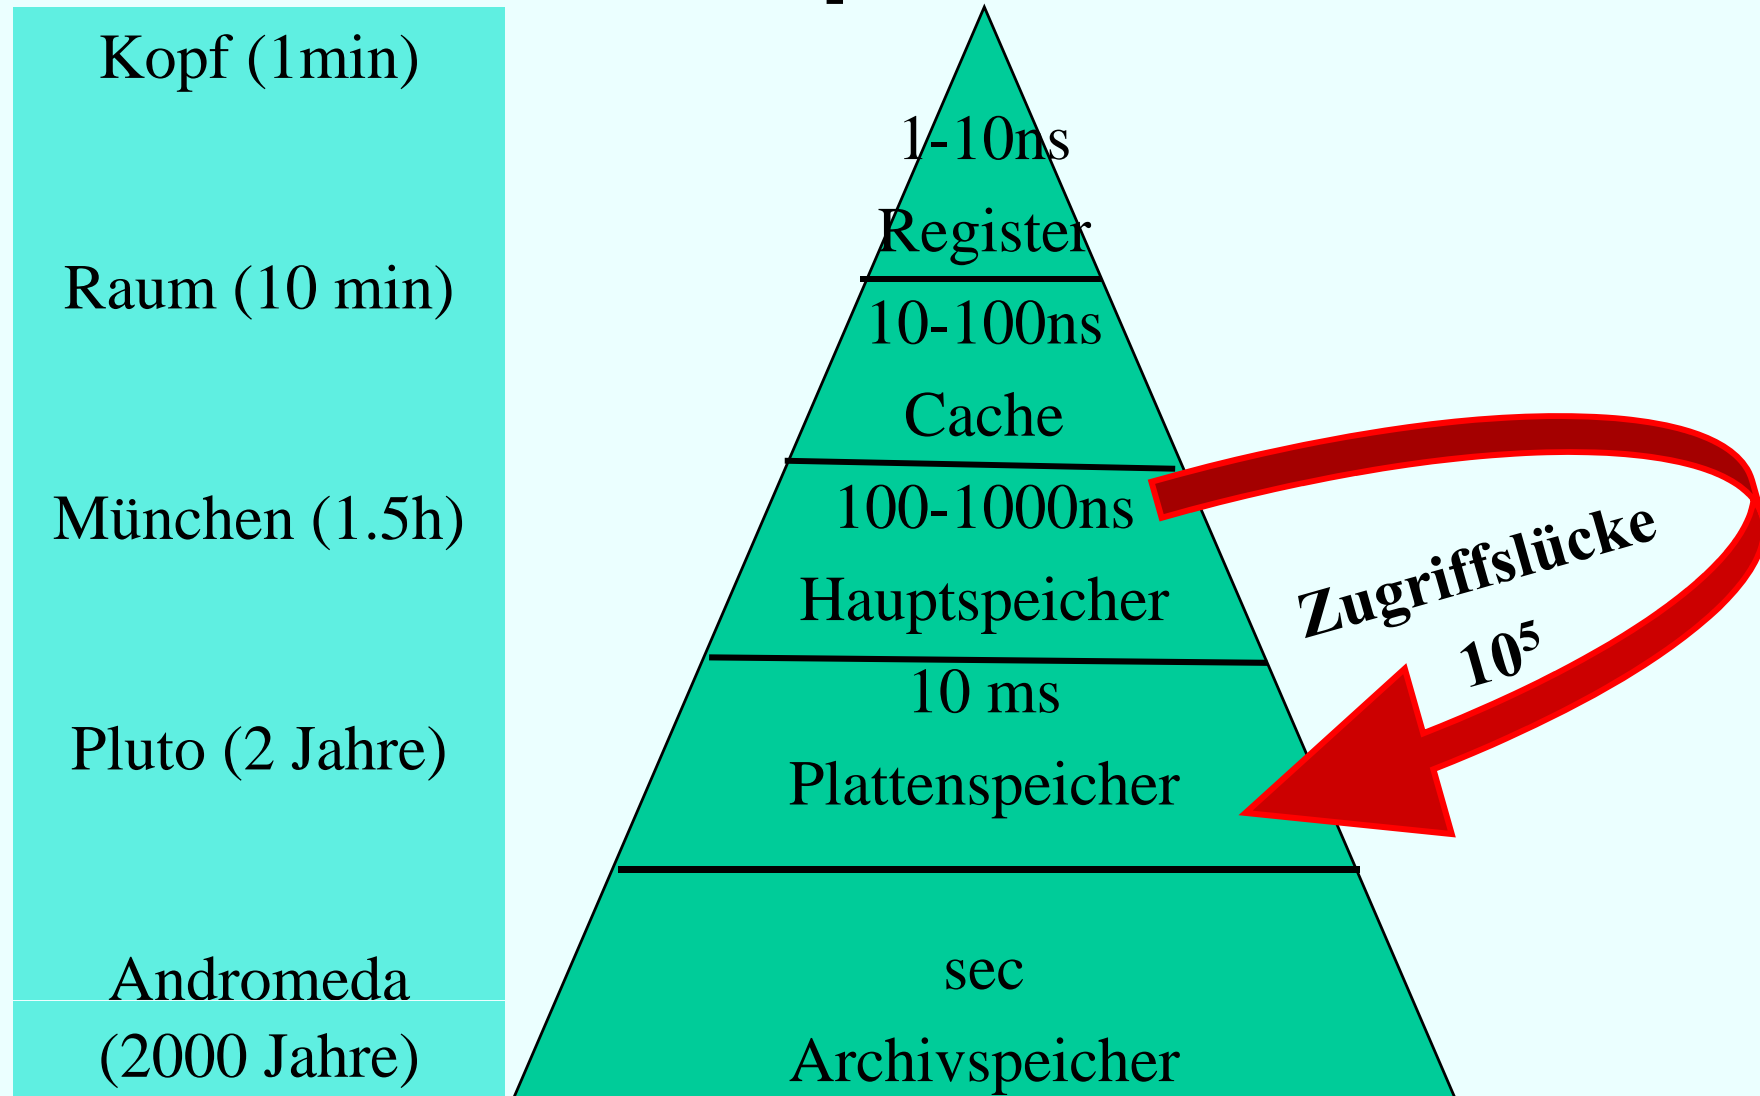 Kopf (1min)
Raum (10 min)
München (1.5h)
Pluto (2 Jahre)
Andromeda
(2000 Jahre)
1-10ns
Register
10-100ns
Cache
100-1000ns
Hauptspeicher
10 ms
Plattenspeicher
sec
Archivspeicher
Zugriffslücke
10⁵